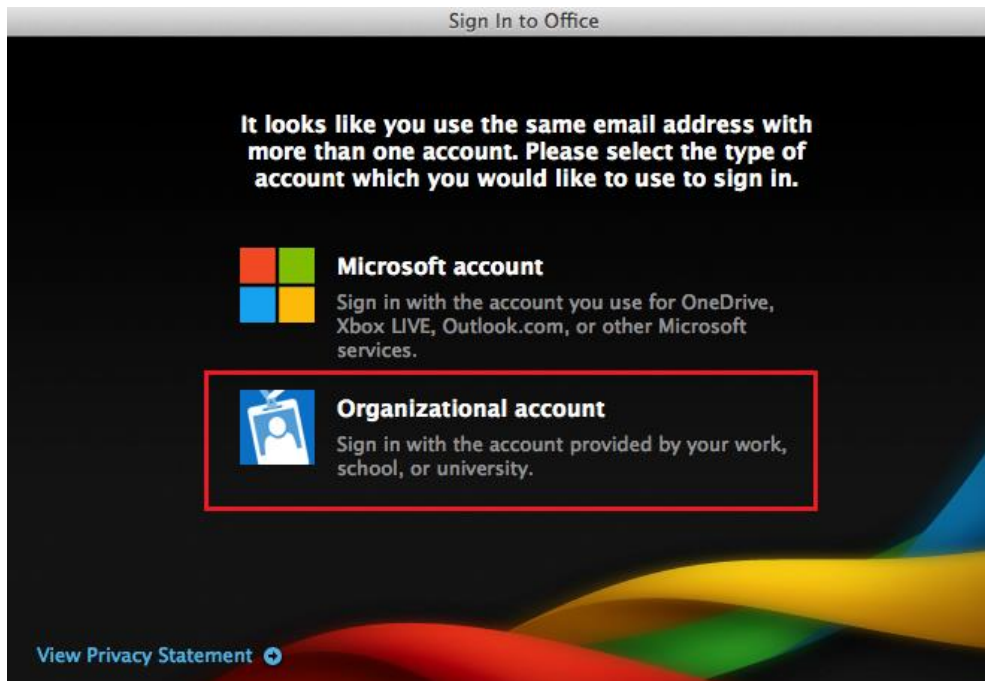 Sign In to Office
It looks like you use the same email address with
more than one account. Please select the type of
account which you would like to use to sign in.
Microsoft account
Sign in with the account you use for OneDrive,
Xbox LIVE, Outlook.com, or other Microsoft
services.
Organizational account
Sign in with the account provided by your work,
school, or university.
View Privacy Statement